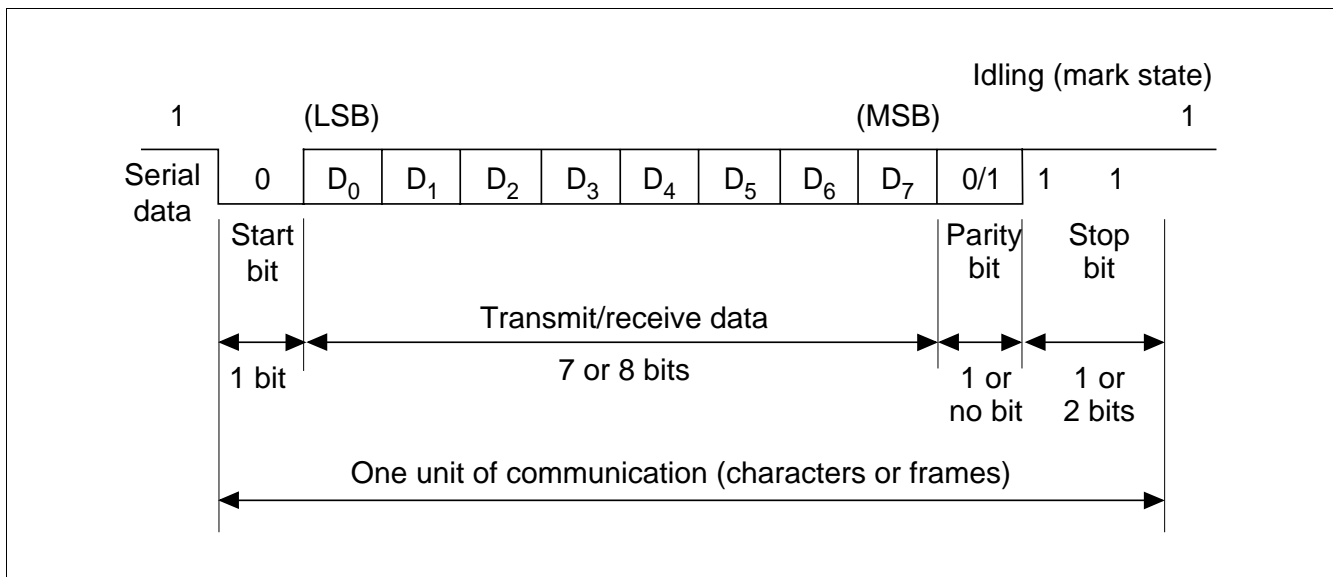 Idling (mark state)
1 (LSB) (MSB) 1
Serial data
0 D₀ D₁ D₂ D₃ D₄ D₅ D₆ D₇ 0/1 1 1
Start bit
Parity bit
Stop bit
Transmit/receive data
1 bit
7 or 8 bits
1 or no bit
1 or 2 bits
One unit of communication (characters or frames)